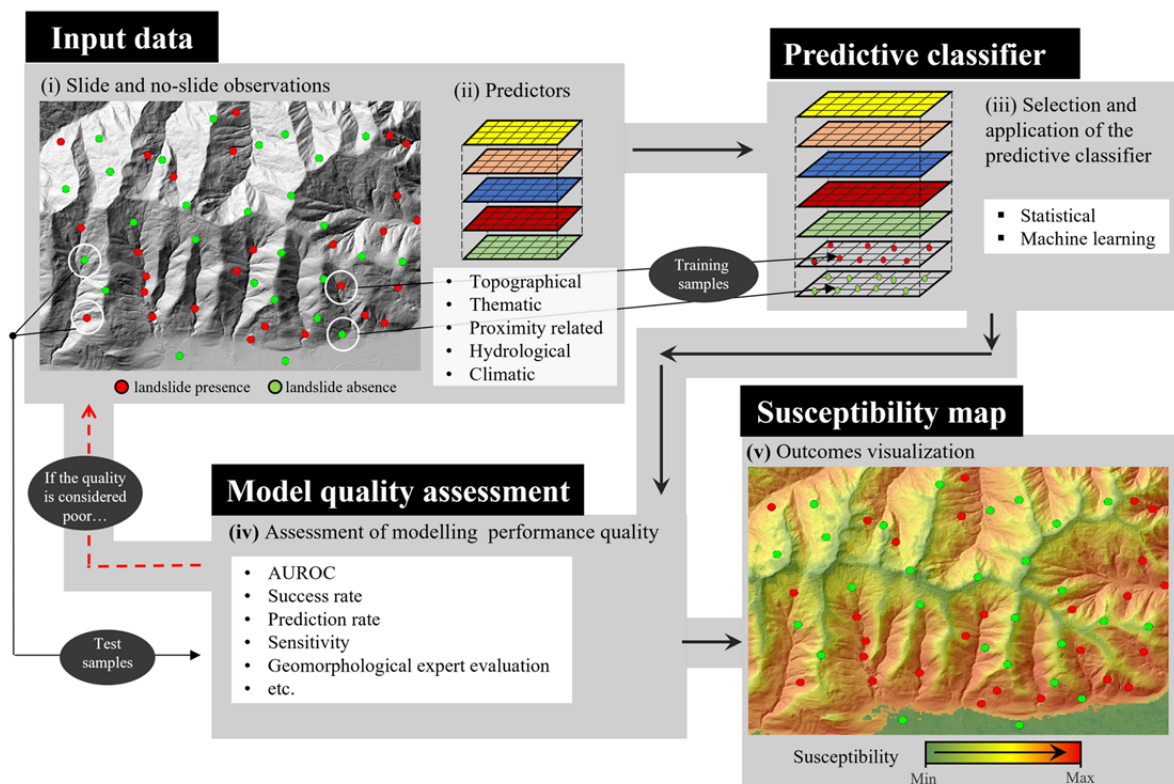 Input data
(i) Slide and no-slide observations
(ii) Predictors
• Topographical
• Thematic
• Proximity related
• Hydrological
• Climatic
landslide presence
landslide absence
Training
samples
Predictive classifier
(iii) Selection and
application of the
predictive classifier
▪ Statistical
▪ Machine learning
If the quality
is considered
poor…
Model quality assessment
(iv) Assessment of modelling performance quality
• AUROC
• Success rate
• Prediction rate
• Sensitivity
• Geomorphological expert evaluation
• etc.
Test
samples
Susceptibility map
(v) Outcomes visualization
Susceptibility
Min
Max